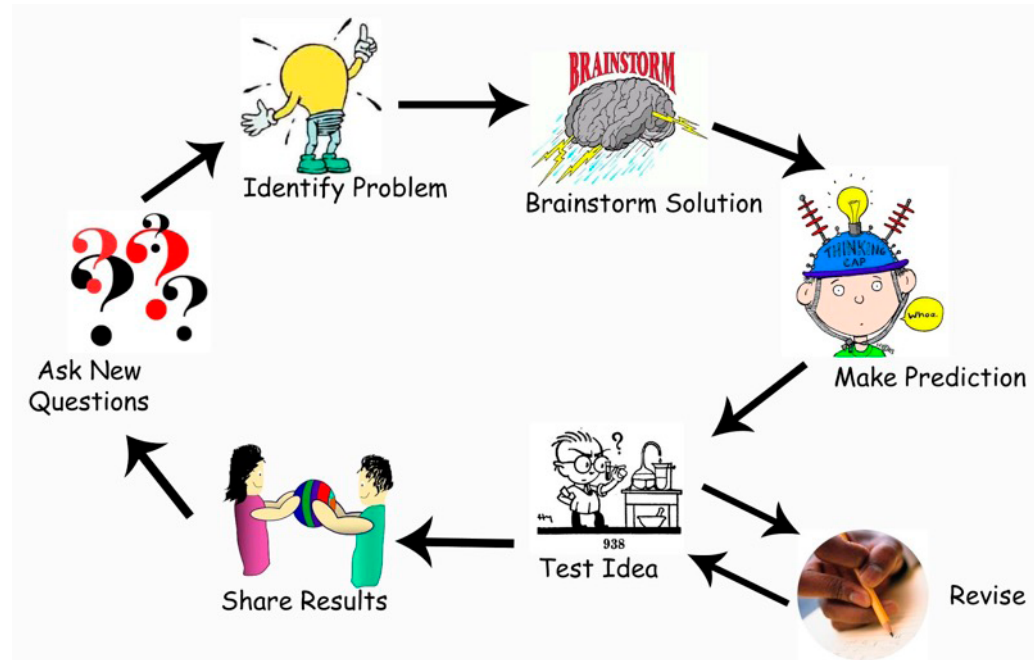 Identify Problem
BRAINSTORM
Brainstorm Solution
THINKING
CAP
Whoa.
Make Prediction
?
938
Test Idea
Revise
Share Results
? ? ? ? ?
Ask New
Questions